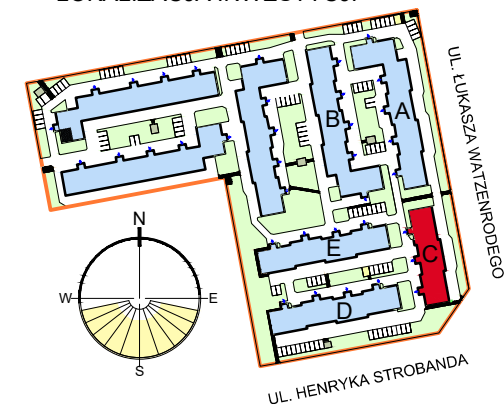 UL. ŁUKASZA WATZENRODEGO
A
B
C
E
D
N
W
E
S
UL. HENRYKA STROBANDA